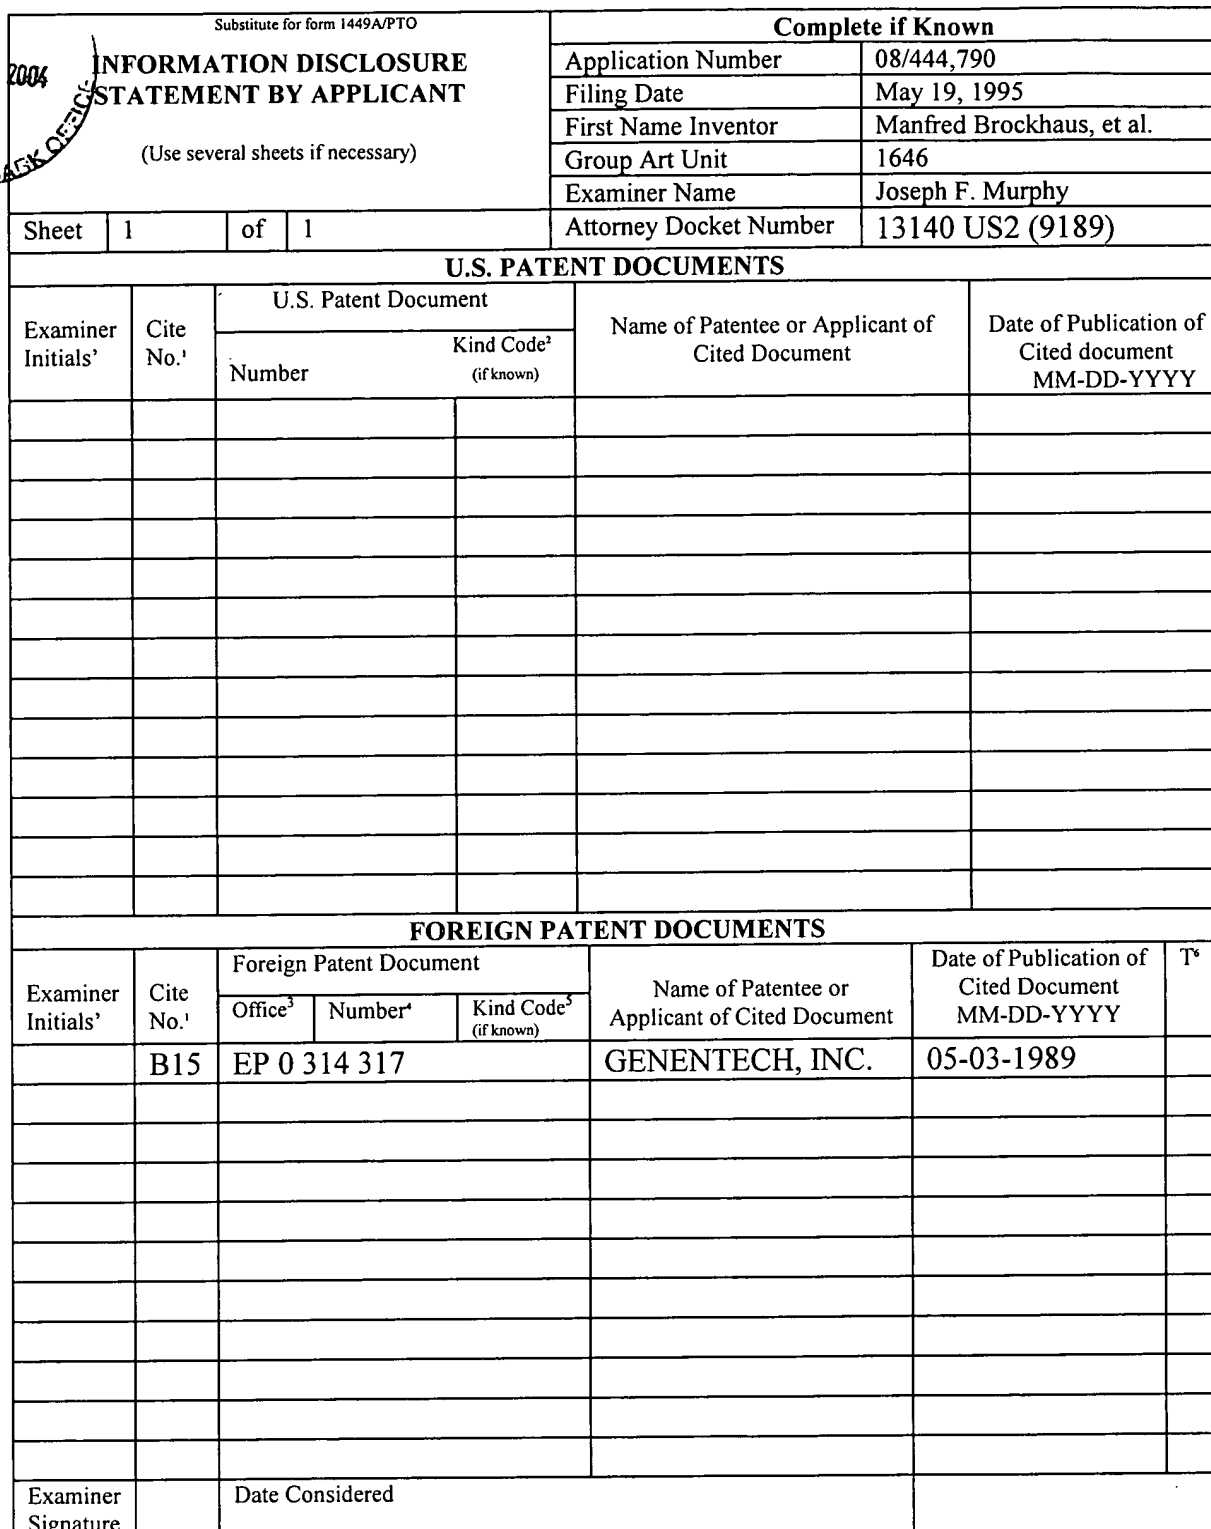 Substitute for form 1449A/PTO
INFORMATION DISCLOSURE
STATEMENT BY APPLICANT
(Use several sheets if necessary)
2004
Sheet 1 of 1
Complete if Known
Application Number 08/444,790
Filing Date May 19, 1995
First Name Inventor Manfred Brockhaus, et al.
Group Art Unit 1646
Examiner Name Joseph F. Murphy
Attorney Docket Number 13140 US2 (9189)
U.S. PATENT DOCUMENTS
Examiner
Initials'
Cite
No.¹
U.S. Patent Document
Number
Kind Code²
(if known)
Name of Patentee or Applicant of
Cited Document
Date of Publication of
Cited document
MM-DD-YYYY
FOREIGN PATENT DOCUMENTS
Examiner
Initials'
Cite
No.¹
Foreign Patent Document
Office³
Number⁴
Kind Code⁵
(if known)
Name of Patentee or
Applicant of Cited Document
Date of Publication of
Cited Document
MM-DD-YYYY
T⁶
B15 EP 0 314 317 GENENTECH, INC. 05-03-1989
Examiner
Signature
Date Considered